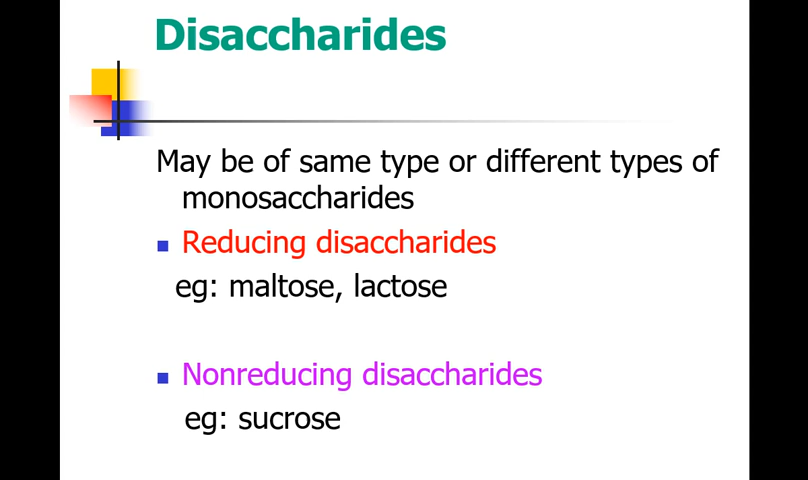 Disaccharides
May be of same type or different types of
monosaccharides
Reducing disaccharides
eg: maltose, lactose
Nonreducing disaccharides
eg: sucrose